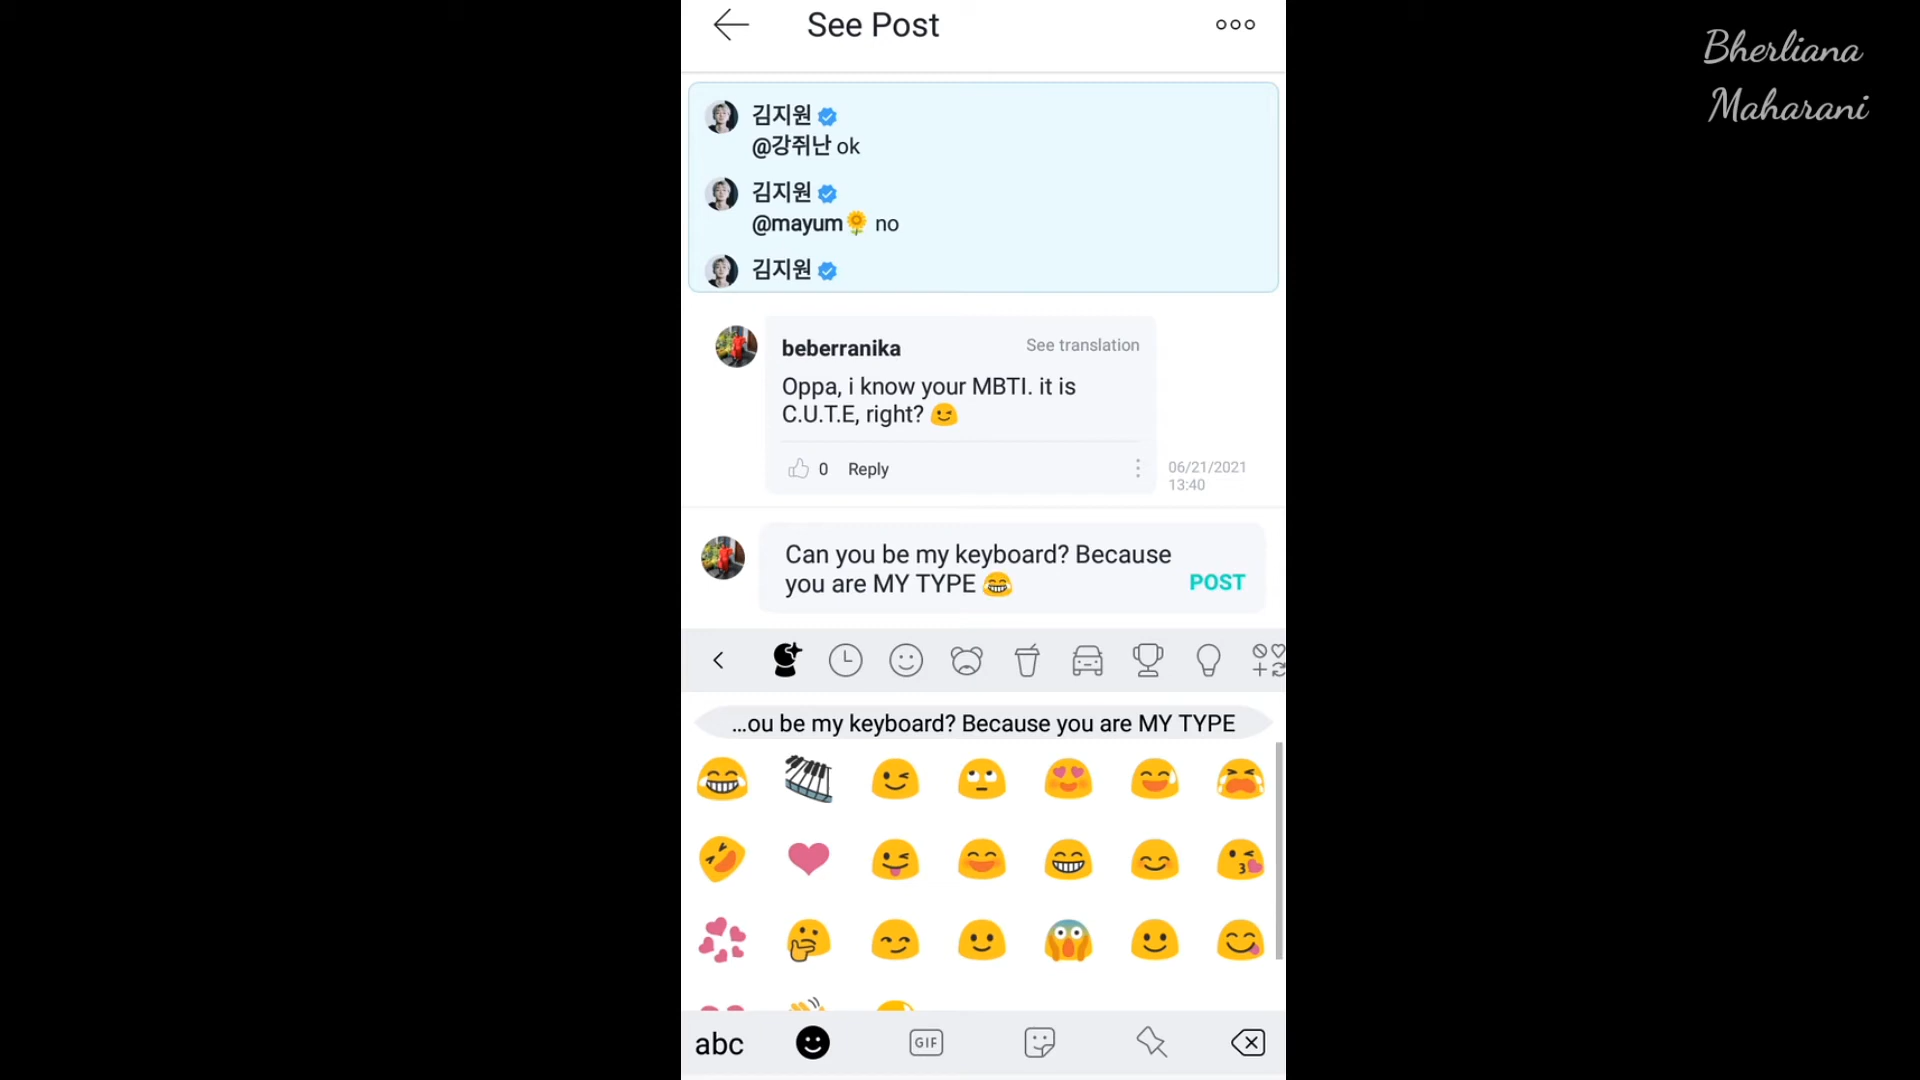 See Post
Bherliana
Maharani
김지원
@강쥐난 ok
김지원
@mayum🌻 no
김지원
beberranika
See translation
Oppa, i know your MBTI. it is
C.U.T.E, right? 😉
0 Reply
06/21/2021
13:40
Can you be my keyboard? Because
you are MY TYPE 😂
POST
...ou be my keyboard? Because you are MY TYPE
abc
GIF